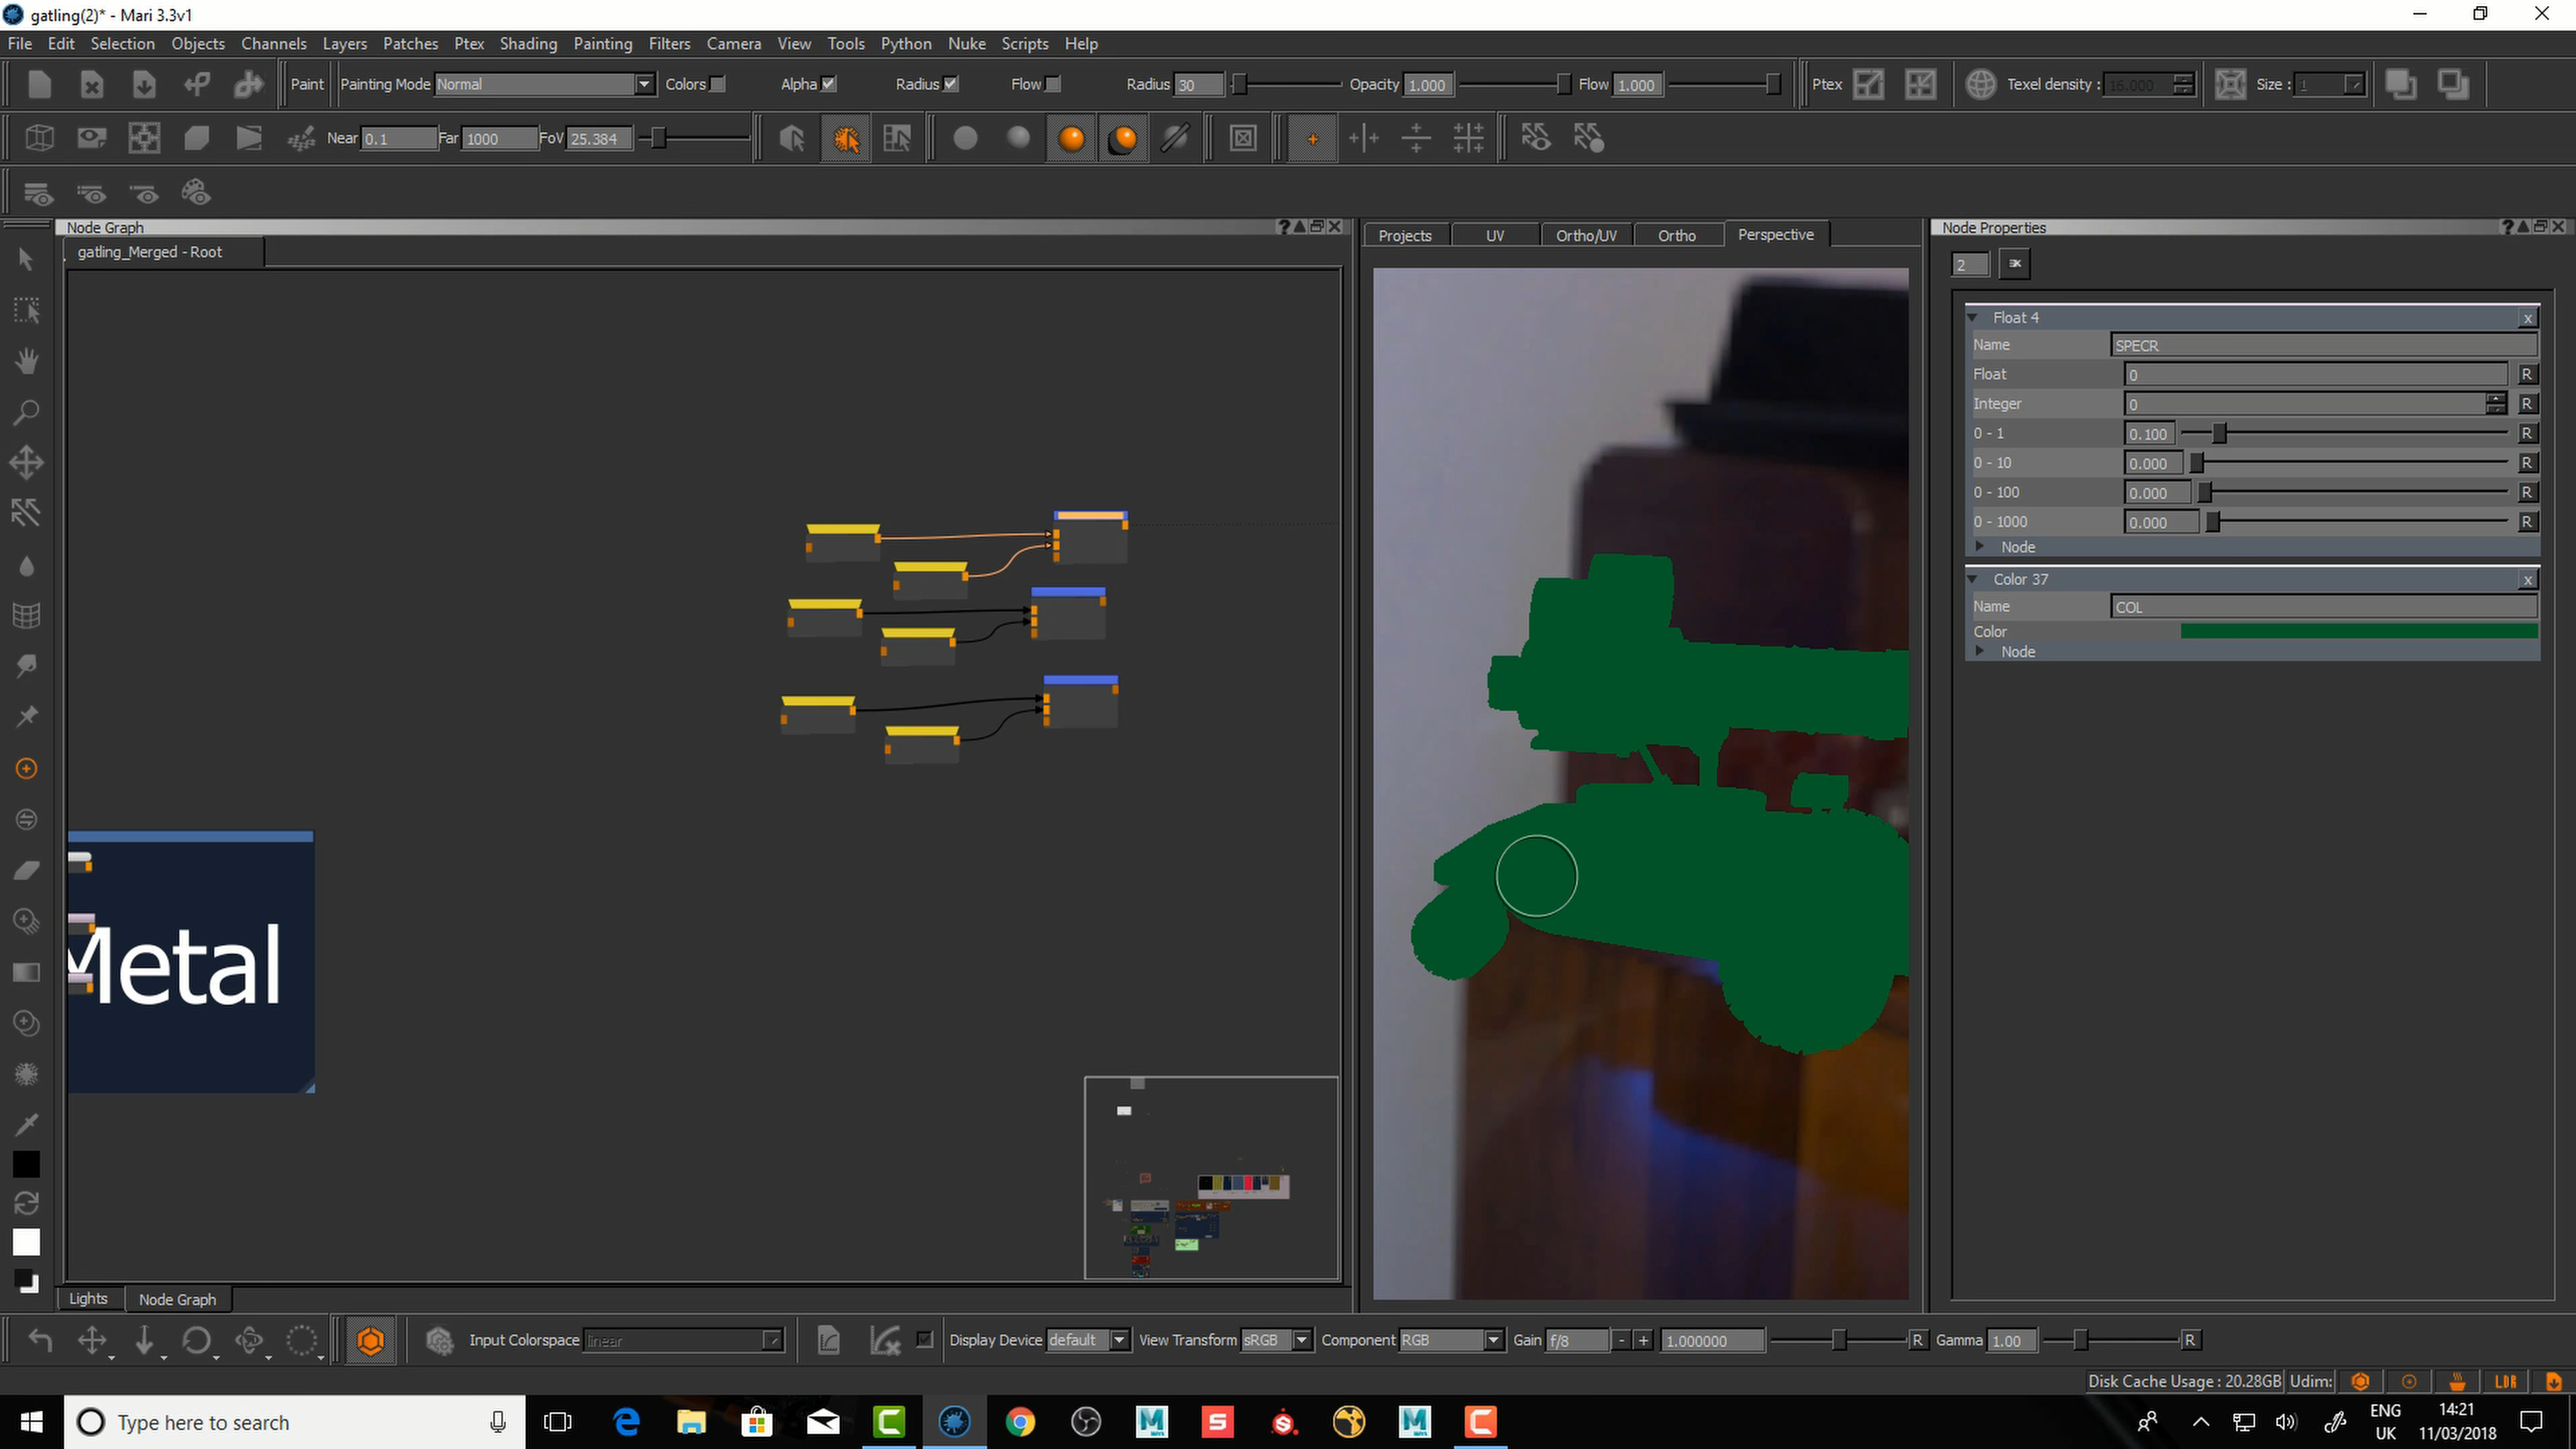 gatling(2)* - Mari 3.3v1
File Edit Selection Objects Channels Layers Patches Ptex Shading Painting Filters Camera View Tools Python Nuke Scripts Help
Paint Painting Mode Normal Colors Alpha Radius Flow Radius 30 Opacity 1.000 Flow 1.000 Ptex Texel density : 16.000 Size : 1
Near 0.1 Far 1000 FoV 25.384
Node Graph
gatling_Merged - Root
Projects UV Ortho/UV Ortho Perspective
Node Properties
2
Float 4 x
Name SPECR
Float 0 R
Integer 0 R
0 - 1 0.100 R
0 - 10 0.000 R
0 - 100 0.000 R
0 - 1000 0.000 R
Node
Color 37 x
Name COL
Color
Node
Metal
Lights Node Graph
Input Colorspace linear Display Device default View Transform sRGB Component RGB Gain f/8 - + 1.000000 R Gamma 1.00 R
Disk Cache Usage : 20.28GB Udim: LDR
Type here to search
ENG 14:21
UK 11/03/2018